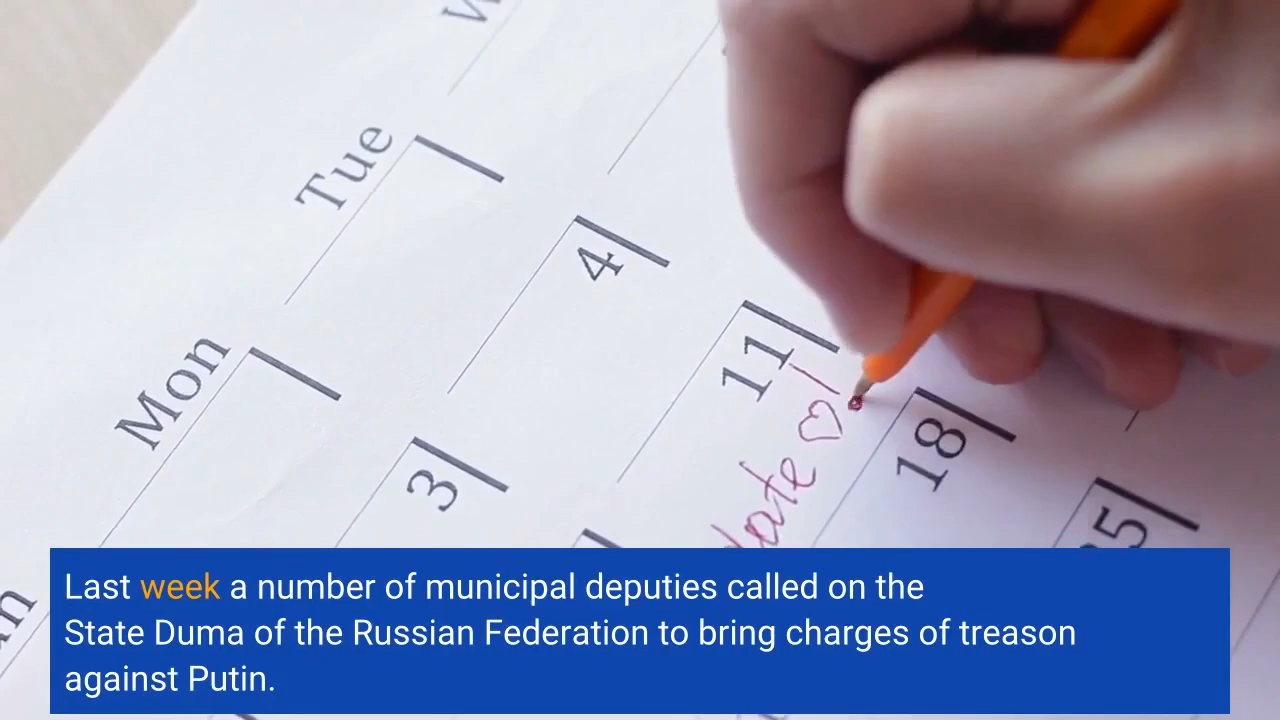 Tue
Mon
4
11
3
18
date ♡!
Last week a number of municipal deputies called on the
State Duma of the Russian Federation to bring charges of treason
against Putin.